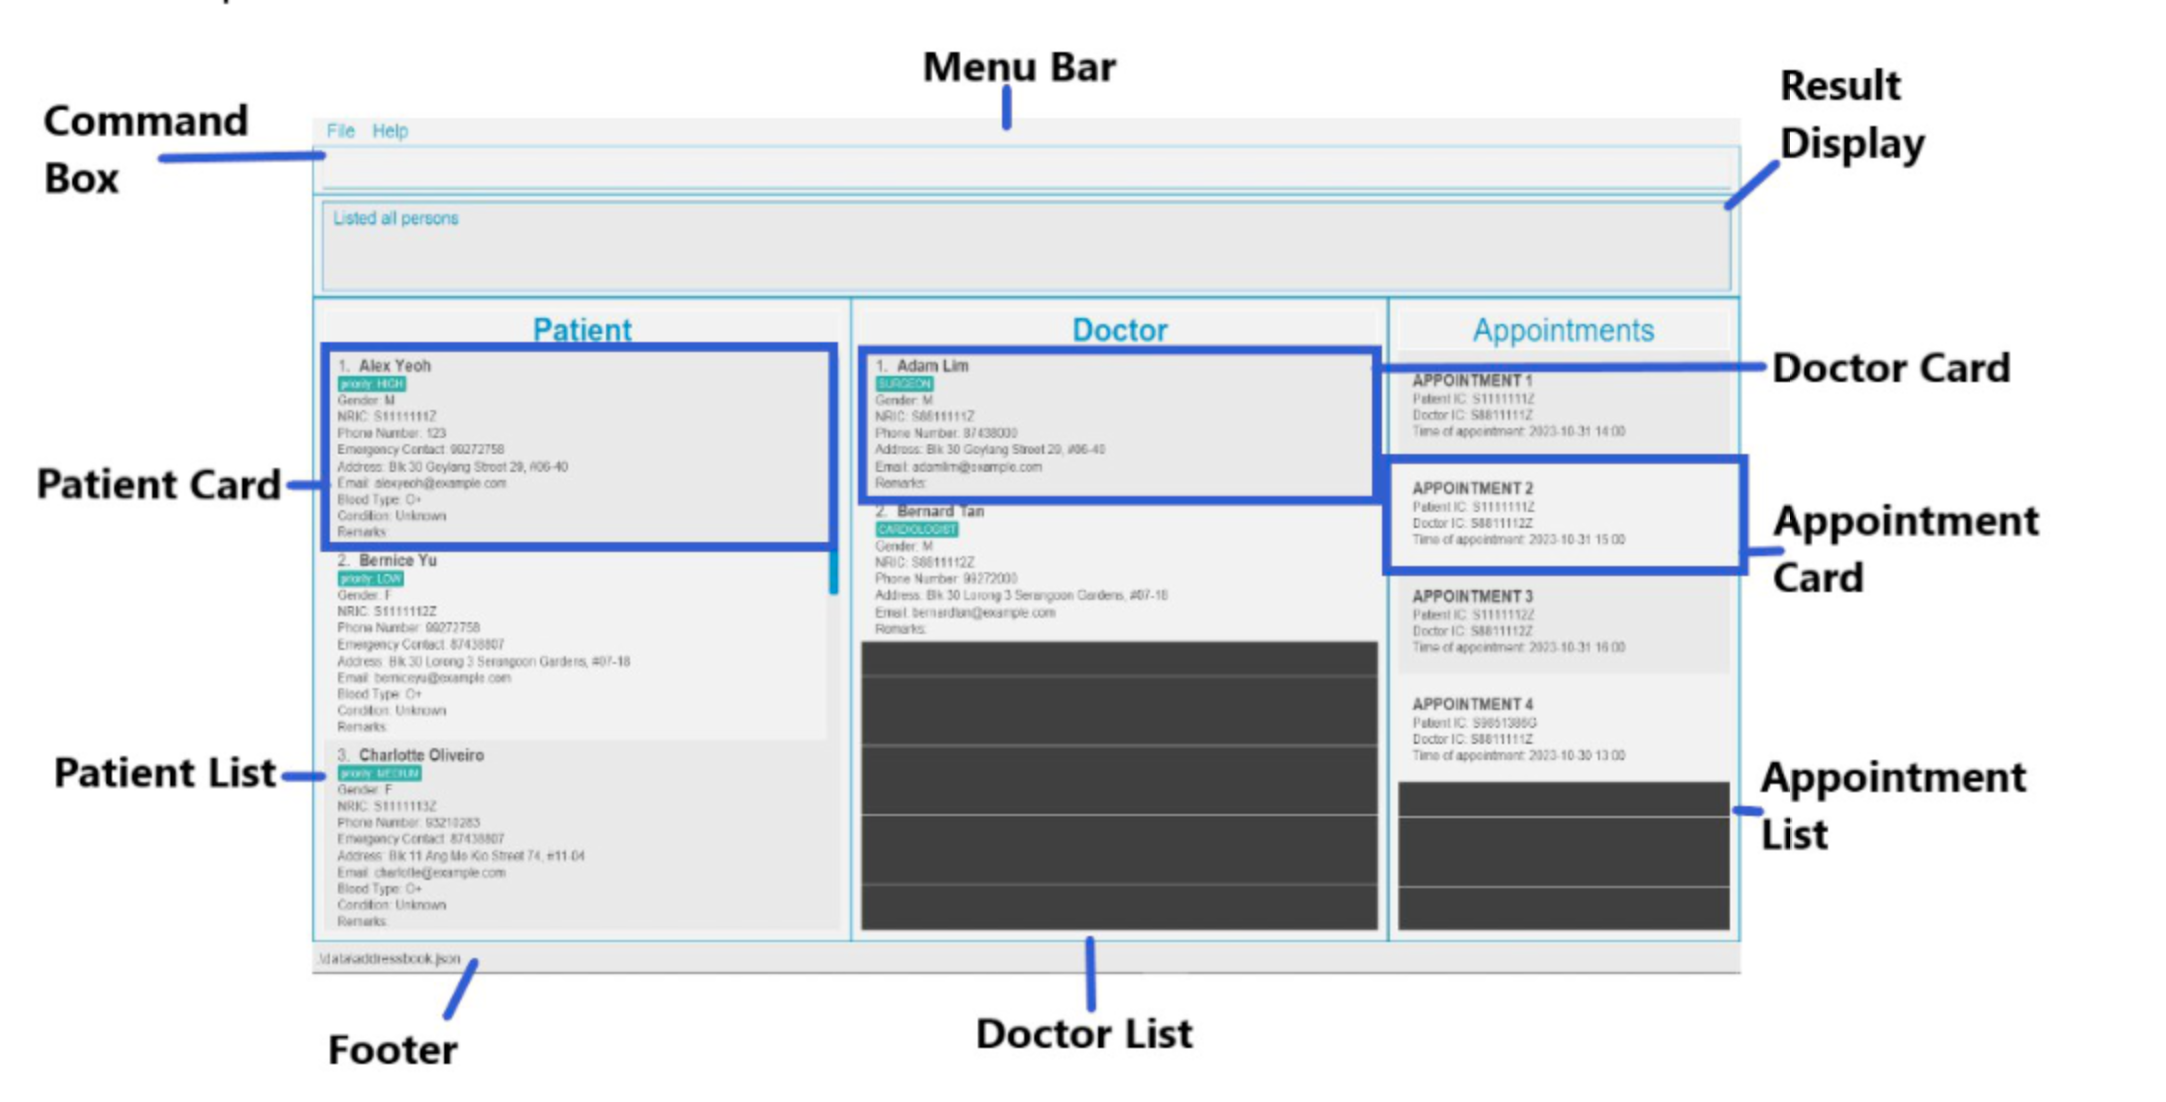 Menu Bar
Result
Display
Command
Box
File Help
Listed all persons
Patient
1. Alex Yeoh
priority: HIGH
Gender: M
NRIC: S1111111Z
Phone Number: 123
Emergency Contact: 99272758
Address: Blk 30 Geylang Street 29, #06-40
Email: alexyeoh@example.com
Blood Type: O+
Condition: Unknown
Remarks:
2. Bernice Yu
priority: LOW
Gender: F
NRIC: S1111112Z
Phone Number: 99272758
Emergency Contact: 87438807
Address: Blk 30 Lorong 3 Serangoon Gardens, #07-18
Email: berniceyu@example.com
Blood Type: O+
Condition: Unknown
Remarks:
3. Charlotte Oliveiro
priority: MEDIUM
Gender: F
NRIC: S1111113Z
Phone Number: 93210283
Emergency Contact: 87438807
Address: Blk 11 Ang Mo Kio Street 74, #11-04
Email: charlotte@example.com
Blood Type: O+
Condition: Unknown
Remarks:
Doctor
1. Adam Lim
SURGEON
Gender: M
NRIC: S8811111Z
Phone Number: 87438000
Address: Blk 30 Geylang Street 29, #06-40
Email: adamlim@example.com
Remarks:
2. Bernard Tan
CARDIOLOGIST
Gender: M
NRIC: S8811112Z
Phone Number: 99272000
Address: Blk 30 Lorong 3 Serangoon Gardens, #07-18
Email: bernardtan@example.com
Remarks:
Appointments
APPOINTMENT 1
Patient IC: S1111111Z
Doctor IC: S8811111Z
Time of appointment: 2023-10-31 14:00
APPOINTMENT 2
Patient IC: S1111111Z
Doctor IC: S8811112Z
Time of appointment: 2023-10-31 15:00
APPOINTMENT 3
Patient IC: S1111112Z
Doctor IC: S8811112Z
Time of appointment: 2023-10-31 16:00
APPOINTMENT 4
Patient IC: S9851386G
Doctor IC: S8811111Z
Time of appointment: 2023-10-30 13:00
Doctor Card
Patient Card
Appointment
Card
Patient List
Appointment
List
.\data\addressbook.json
Footer
Doctor List